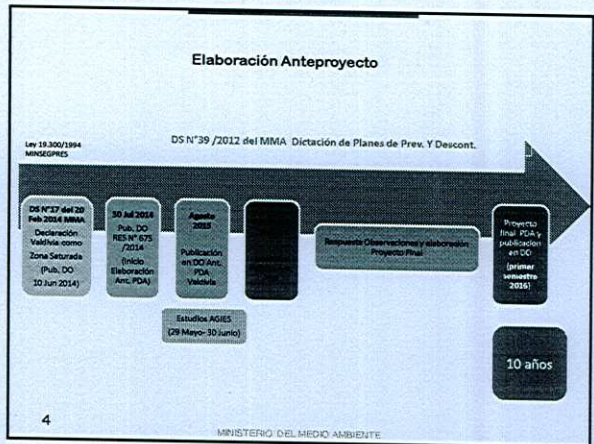 Elaboración Anteproyecto
Ley 19.300/1994
MINSEGPRES
DS N°39 /2012 del MMA Dictación de Planes de Prev. Y Descont.
DS N°17 del 20
Feb 2014 MMA
Declaración
Valdivia como
Zona Saturada
(Pub. DO
10 Jun 2014)
30 Jul 2014
Pub. DO
RES N° 675
/2014
(Inicio
Elaboración
Ant. PDA)
Agosto
2015
Publicación
en DO Ant.
PDA
Valdivia
Respuesta Observaciones y elaboración
Proyecto Final
Proyecto
final PDA y
publicacion
en DO
(primer
semestre
2016)
Estudios AGIES
(29 Mayo- 30 Junio)
10 años
4
MINISTERIO DEL MEDIO AMBIENTE